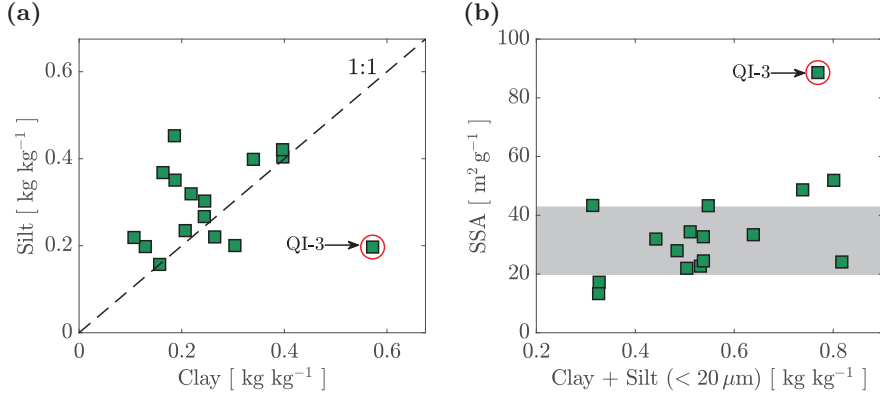 (a)
0.6
0.4
0.2
0
0
0.2
0.4
0.6
Silt [ kg kg⁻¹ ]
Clay [ kg kg⁻¹ ]
1:1
QI-3
(b)
100
80
60
40
20
0
0.2
0.4
0.6
0.8
SSA [ m² g⁻¹ ]
Clay + Silt (< 20 μm) [ kg kg⁻¹ ]
QI-3